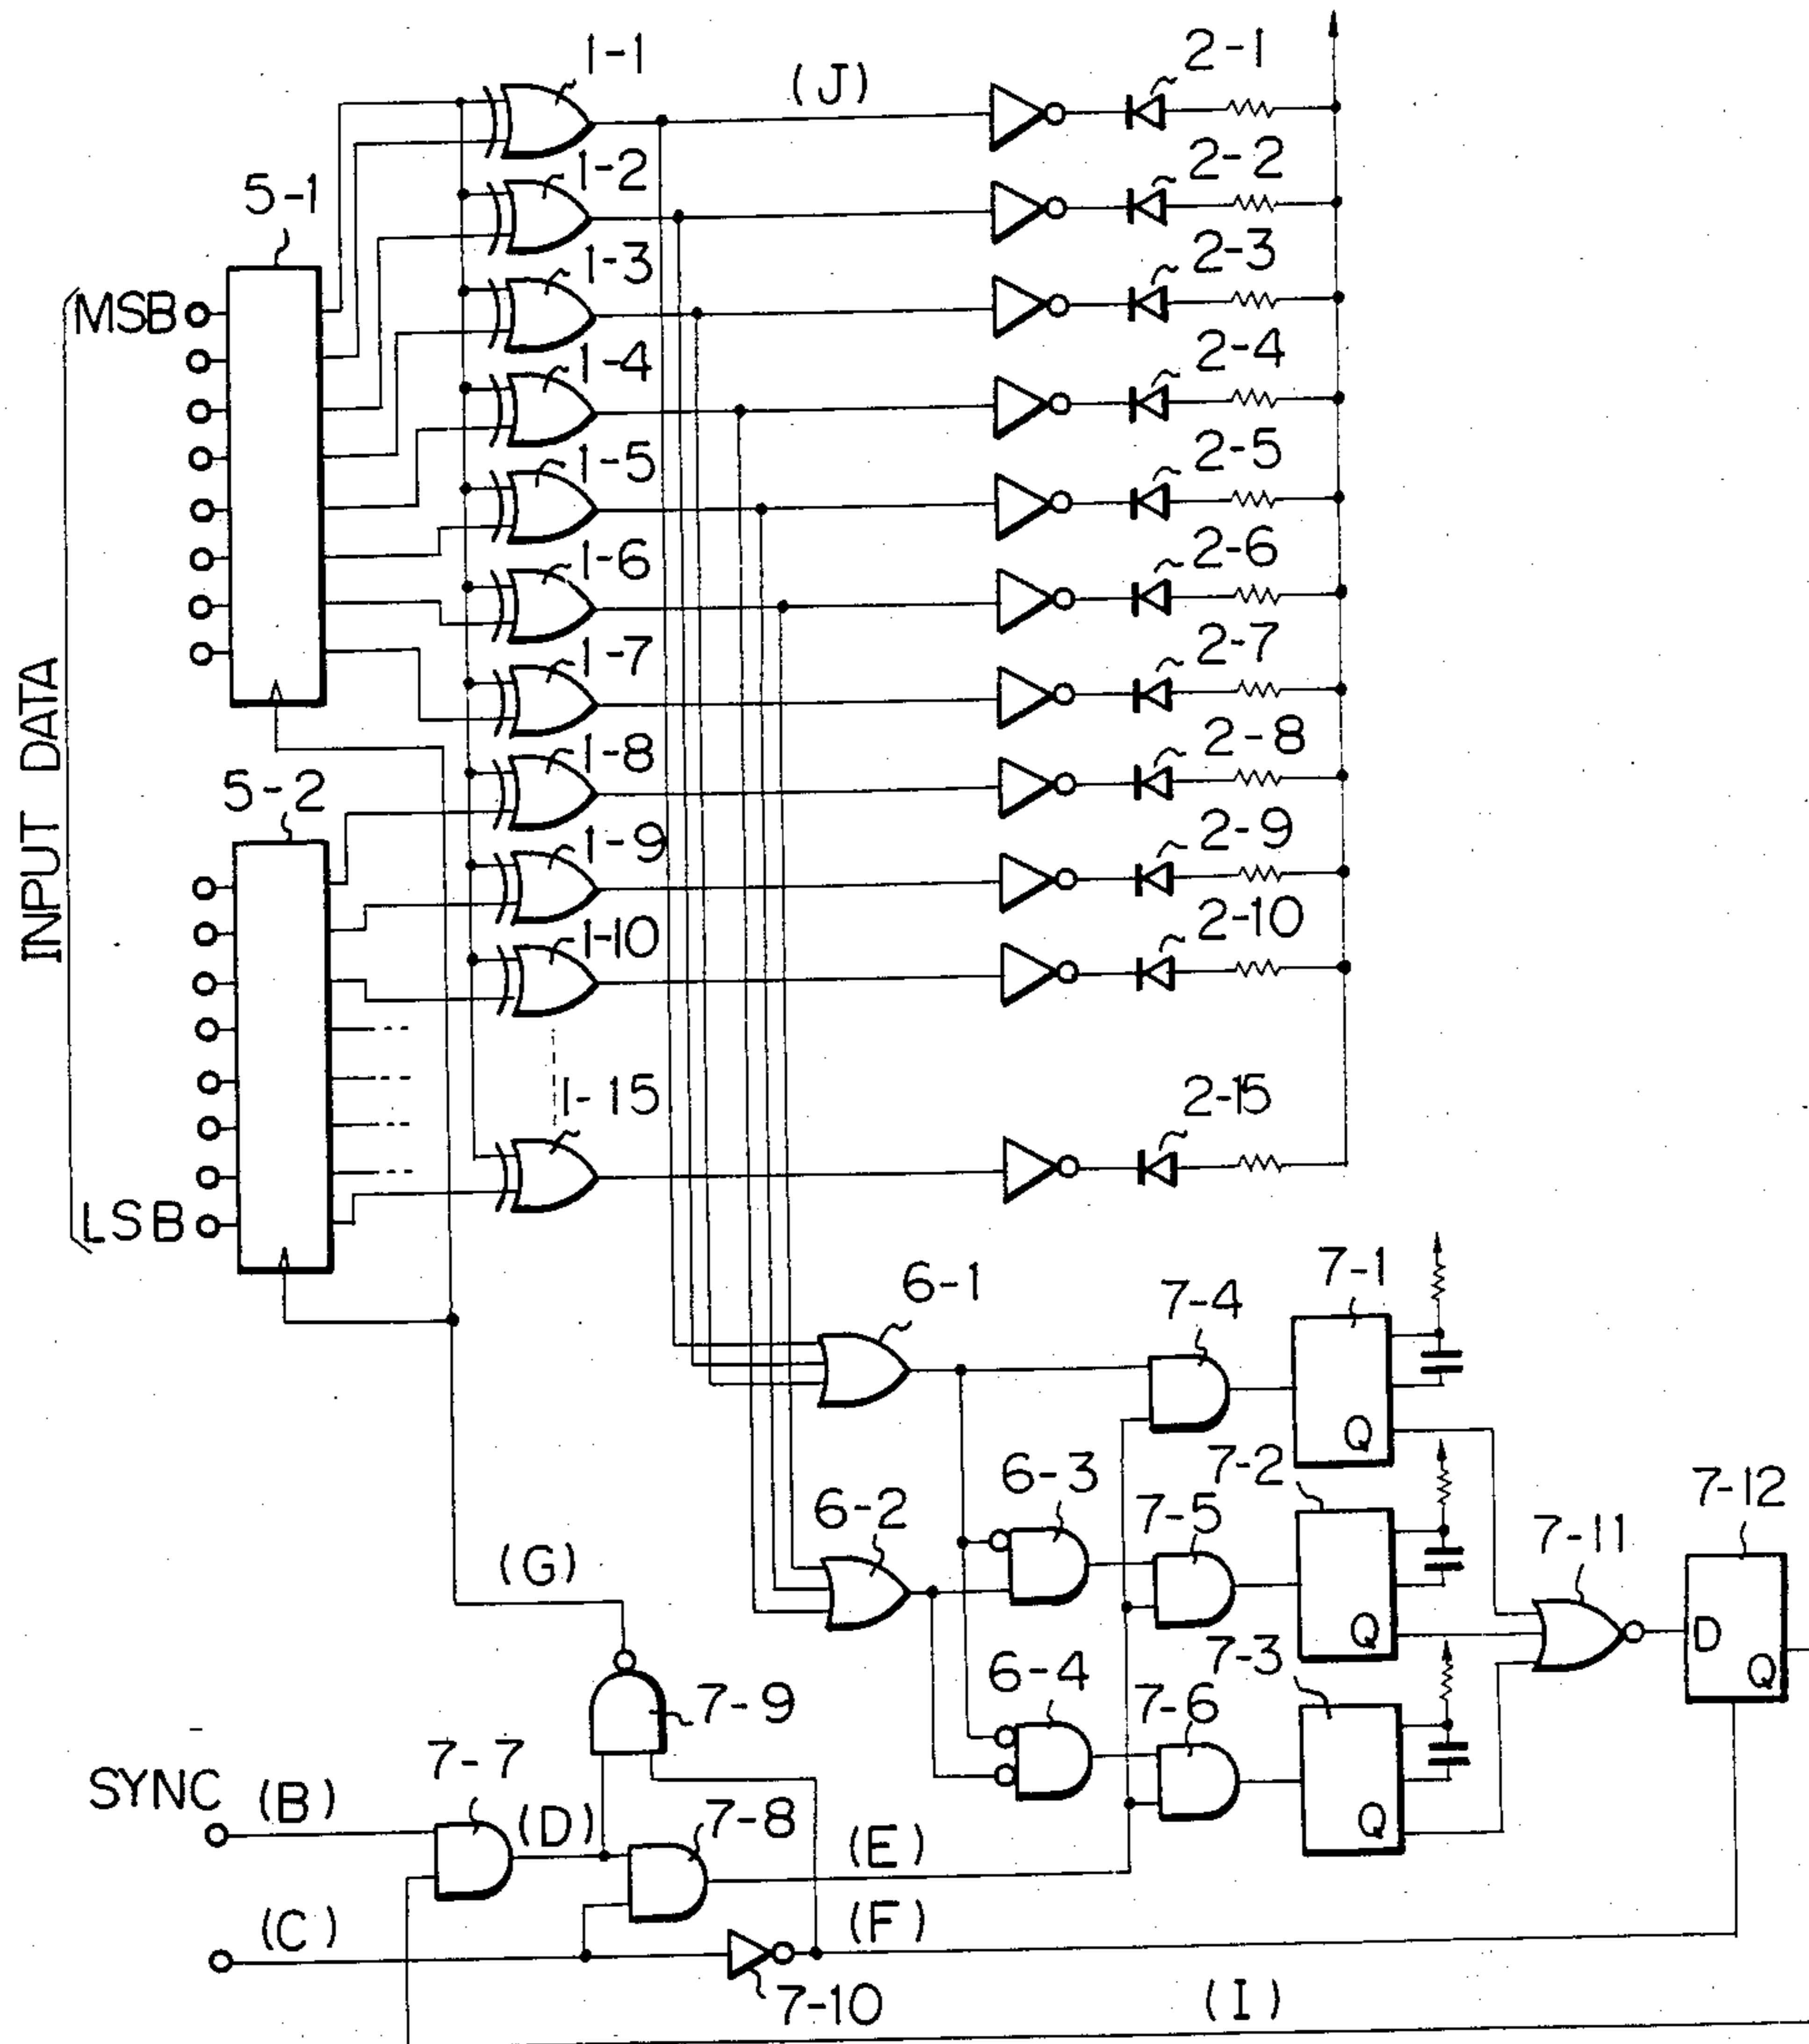 1-1
(J)
2-1
1-2
2-2
5-1
1-3
2-3
MSB
1-4
2-4
1-5
2-5
1-6
2-6
1-7
2-7
INPUT DATA
1-8
2-8
5-2
1-9
2-9
1-10
2-10
1-15
2-15
LSB
6-1
7-4
7-1
Q
6-3
7-2
7-12
6-2
7-5
7-11
(G)
Q
D
Q
6-4
7-3
7-9
7-6
7-7
SYNC
(B)
(D)
7-8
(E)
Q
(C)
(F)
7-10
(I)